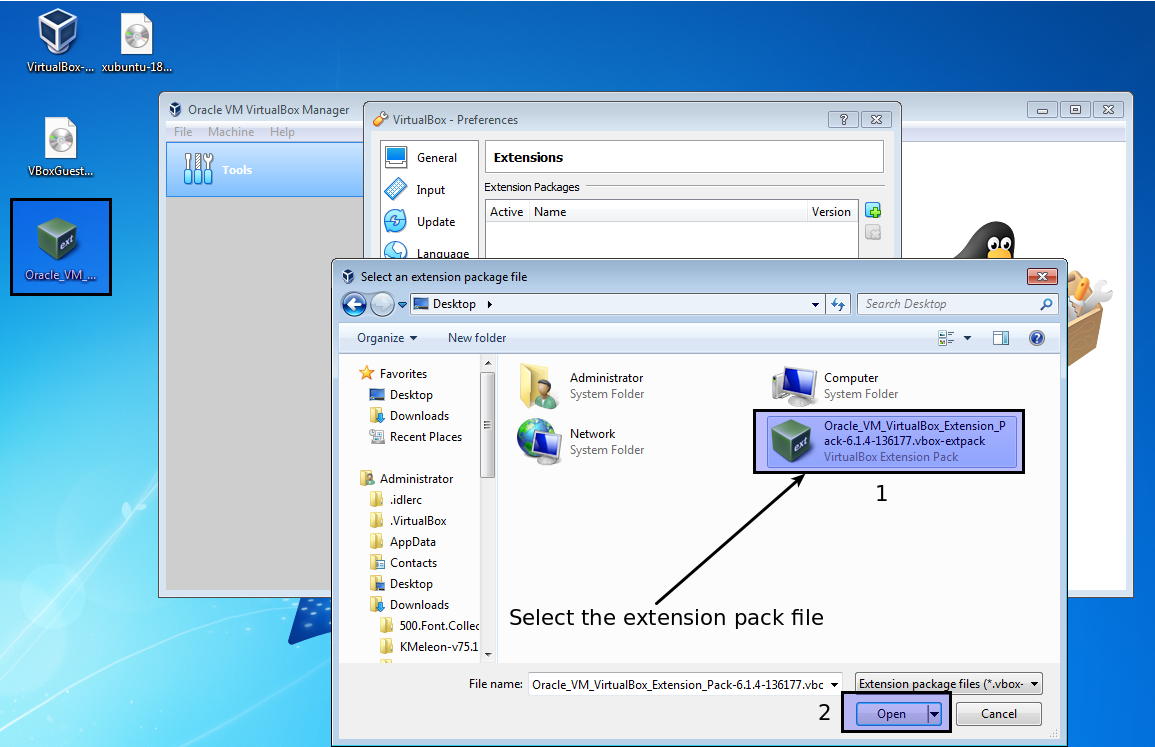 VirtualBox-...
xubuntu-18...
VBoxGuest...
Oracle_VM_...
Oracle VM VirtualBox Manager
File Machine Help
Tools
VirtualBox - Preferences
?
General
Input
Update
Language
Extensions
Extension Packages
Active Name Version
Select an extension package file
Desktop
Search Desktop
Organize New folder
?
Favorites
Desktop
Downloads
Recent Places
Administrator
.idlerc
.VirtualBox
AppData
Contacts
Desktop
Downloads
500.Font.Collec
KMeleon-v75.1
Administrator
System Folder
Computer
System Folder
Network
System Folder
ext
Oracle_VM_VirtualBox_Extension_P
ack-6.1.4-136177.vbox-extpack
VirtualBox Extension Pack
1
Select the extension pack file
File name: Oracle_VM_VirtualBox_Extension_Pack-6.1.4-136177.vbc
Extension package files (*.vbox-
2
Open
Cancel
ext